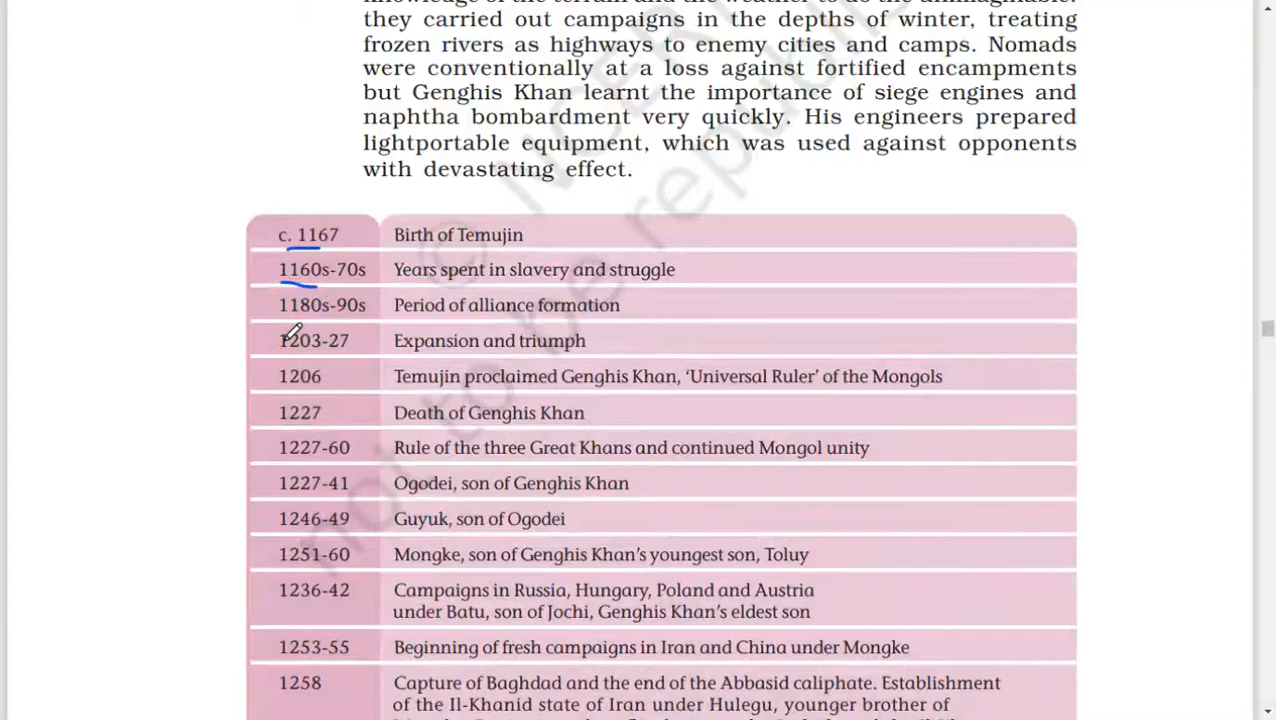 they carried out campaigns in the depths of winter, treating
frozen rivers as highways to enemy cities and camps. Nomads
were conventionally at a loss against fortified encampments
but Genghis Khan learnt the importance of siege engines and
naphtha bombardment very quickly. His engineers prepared
lightportable equipment, which was used against opponents
with devastating effect.
c. 1167 Birth of Temujin
1160s-70s Years spent in slavery and struggle
1180s-90s Period of alliance formation
1203-27 Expansion and triumph
1206 Temujin proclaimed Genghis Khan, ‘Universal Ruler’ of the Mongols
1227 Death of Genghis Khan
1227-60 Rule of the three Great Khans and continued Mongol unity
1227-41 Ogodei, son of Genghis Khan
1246-49 Guyuk, son of Ogodei
1251-60 Mongke, son of Genghis Khan’s youngest son, Toluy
1236-42 Campaigns in Russia, Hungary, Poland and Austria
under Batu, son of Jochi, Genghis Khan’s eldest son
1253-55 Beginning of fresh campaigns in Iran and China under Mongke
1258 Capture of Baghdad and the end of the Abbasid caliphate. Establishment
of the Il-Khanid state of Iran under Hulegu, younger brother of
© NCER
not to be republi